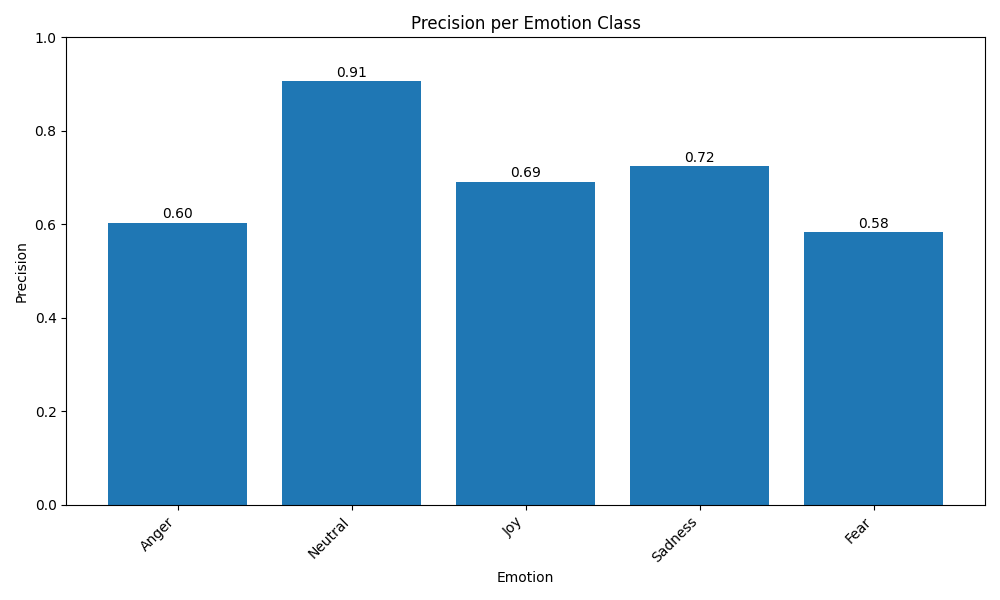 Precision per Emotion Class
1.0
0.8
0.6
0.4
0.2
0.0
Precision
0.60
0.91
0.69
0.72
0.58
Anger
Neutral
Joy
Sadness
Fear
Emotion